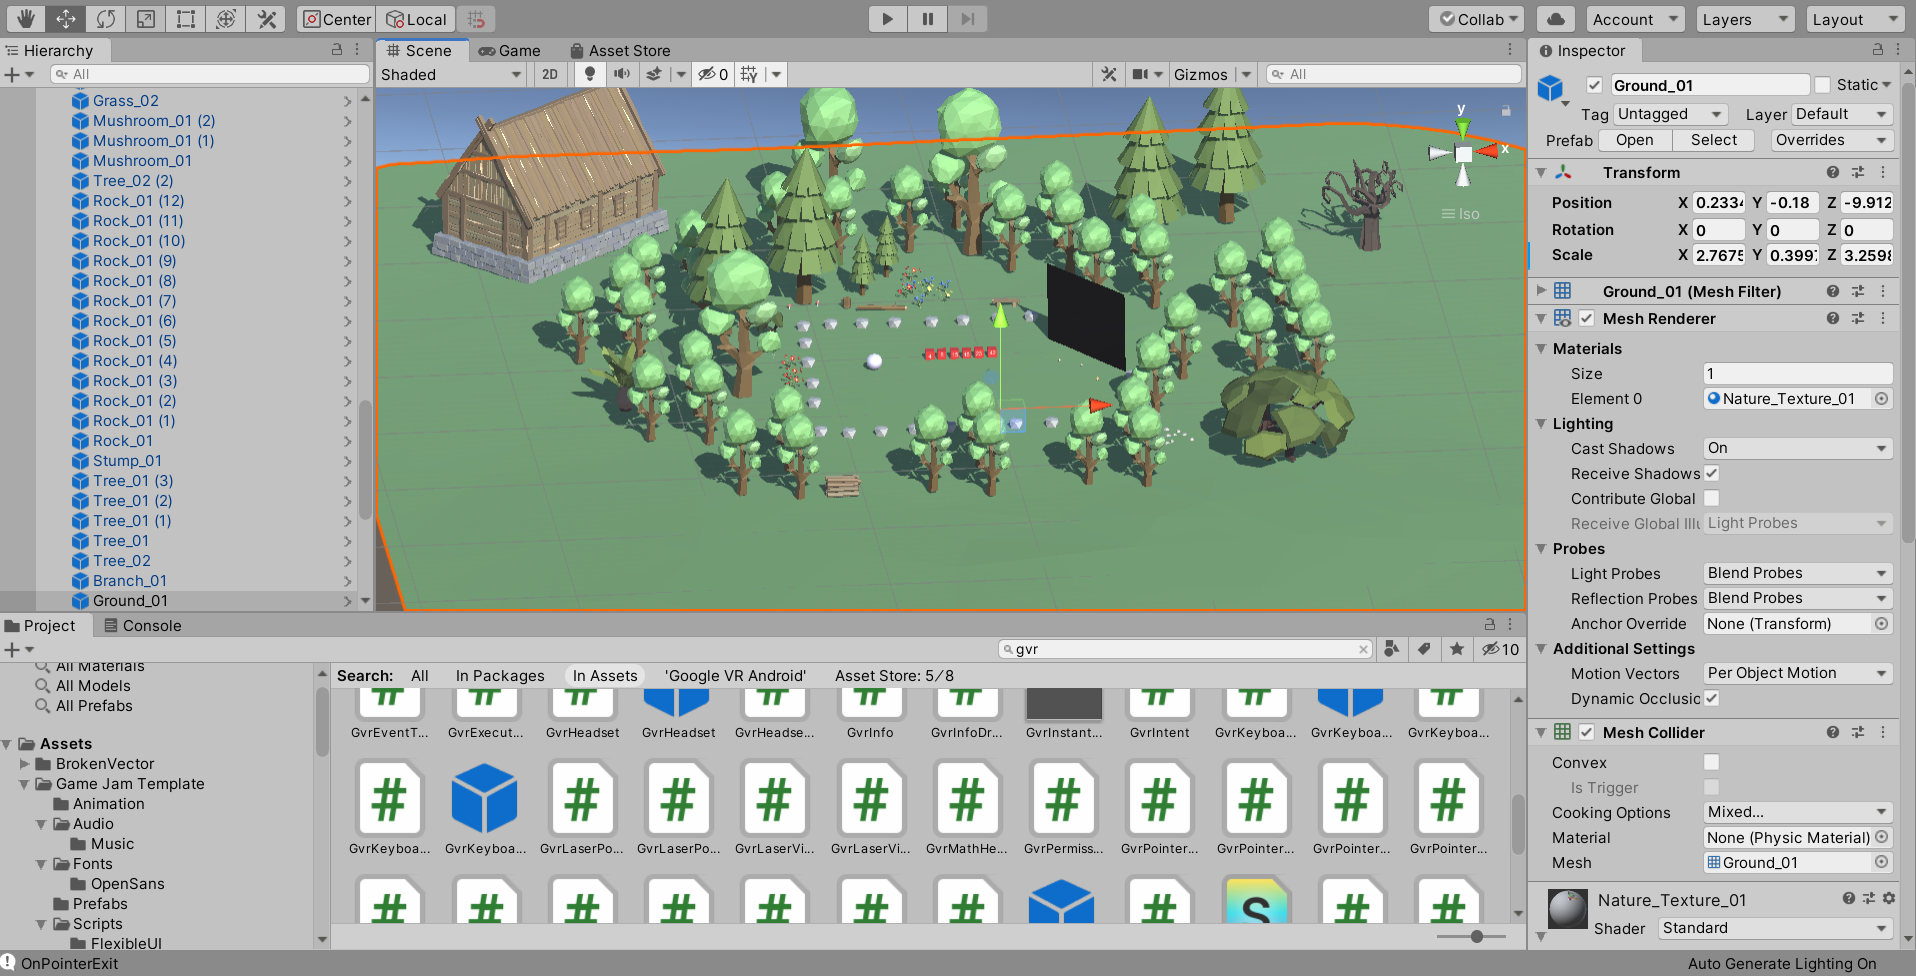 Center
Local
Collab
Account
Layers
Layout
Hierarchy
All
Grass_02
Mushroom_01 (2)
Mushroom_01 (1)
Mushroom_01
Tree_02 (2)
Rock_01 (12)
Rock_01 (11)
Rock_01 (10)
Rock_01 (9)
Rock_01 (8)
Rock_01 (7)
Rock_01 (6)
Rock_01 (5)
Rock_01 (4)
Rock_01 (3)
Rock_01 (2)
Rock_01 (1)
Rock_01
Stump_01
Tree_01 (3)
Tree_01 (2)
Tree_01 (1)
Tree_01
Tree_02
Branch_01
Ground_01
Scene
Game
Asset Store
Shaded
2D
0
Gizmos
All
y
x
Iso
Inspector
Ground_01
Static
Tag
Untagged
Layer
Default
Prefab
Open
Select
Overrides
Transform
Position X 0.2334 Y -0.18 Z -9.912
Rotation X 0 Y 0 Z 0
Scale X 2.7675 Y 0.3997 Z 3.2598
Ground_01 (Mesh Filter)
Mesh Renderer
Materials
Size 1
Element 0 Nature_Texture_01
Lighting
Cast Shadows On
Receive Shadows
Contribute Global
Receive Global Illu Light Probes
Probes
Light Probes Blend Probes
Reflection Probes Blend Probes
Anchor Override None (Transform)
Additional Settings
Motion Vectors Per Object Motion
Dynamic Occlusic
Mesh Collider
Convex
Is Trigger
Cooking Options Mixed...
Material None (Physic Material)
Mesh Ground_01
Nature_Texture_01
Shader Standard
Project
Console
gvr
10
All Materials
All Models
All Prefabs
Assets
BrokenVector
Game Jam Template
Animation
Audio
Music
Fonts
OpenSans
Prefabs
Scripts
FlexibleUI
Search: All In Packages In Assets 'Google VR Android' Asset Store: 5/8
GvrEventT... GvrExecut... GvrHeadset GvrHeadset GvrHeadse... GvrInfo GvrInfoDr... GvrInstant... GvrIntent GvrKeyboa... GvrKeyboa... GvrKeyboa...
GvrKeyboa... GvrKeyboa... GvrLaserPo... GvrLaserPo... GvrLaserVi... GvrLaserVi... GvrMathHe... GvrPermiss... GvrPointer... GvrPointer... GvrPointer... GvrPointer...
OnPointerExit
Auto Generate Lighting On